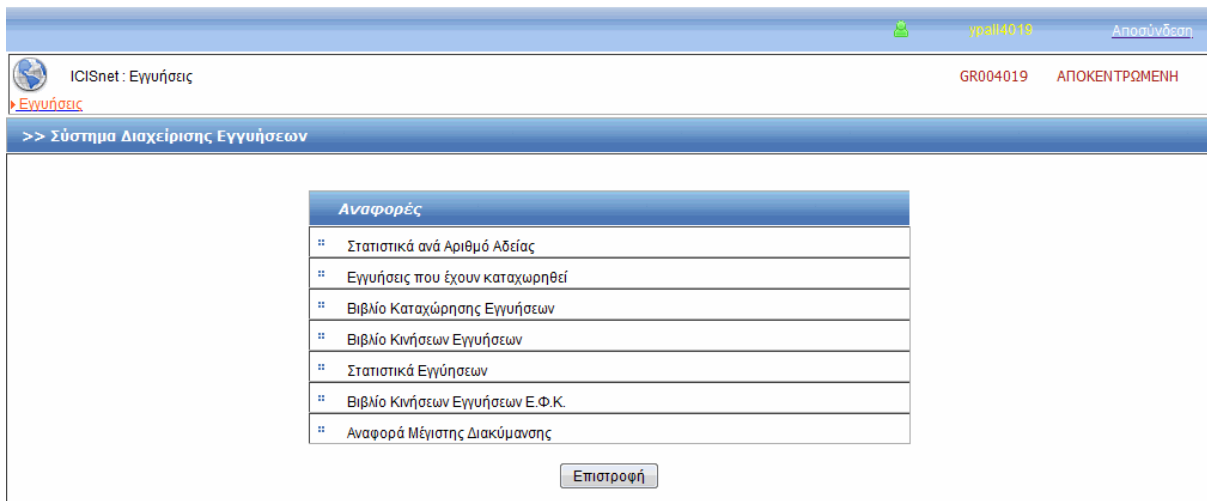 ypall4019 Αποσύνδεση
ICISnet : Εγγυήσεις GR004019 ΑΠΟΚΕΝΤΡΩΜΕΝΗ
Εγγυήσεις
>> Σύστημα Διαχείρισης Εγγυήσεων
Αναφορές
Στατιστικά ανά Αριθμό Αδείας
Εγγυήσεις που έχουν καταχωρηθεί
Βιβλίο Καταχώρησης Εγγυήσεων
Βιβλίο Κινήσεων Εγγυήσεων
Στατιστικά Εγγύησεων
Βιβλίο Κινήσεων Εγγυήσεων Ε.Φ.Κ.
Αναφορά Μέγιστης Διακύμανσης
Επιστροφή